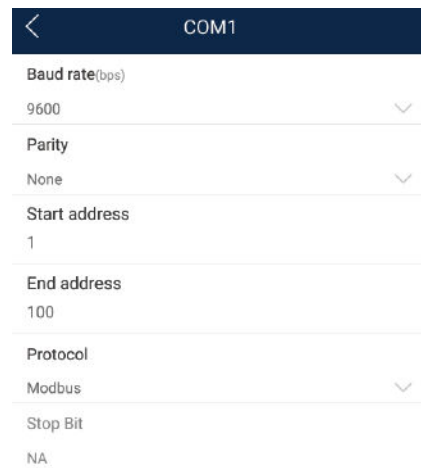 COM1
Baud rate(bps)
9600
Parity
None
Start address
1
End address
100
Protocol
Modbus
Stop Bit
NA